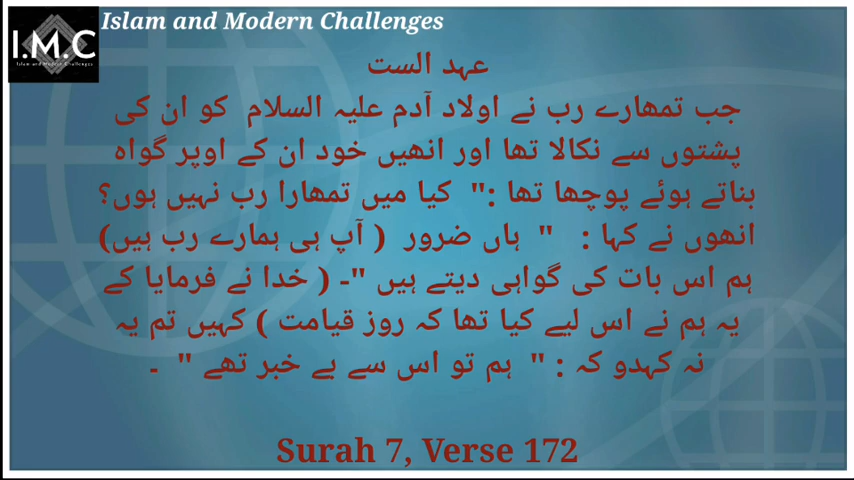 Islam and Modern Challenges
I.M.C
Islam and Modern Challenges
عہد الست
جب تمھارے رب نے اولاد آدم علیہ السلام کو ان کی
پشتوں سے نکالا تھا اور انھیں خود ان کے اوپر گواہ
بناتے ہوئے پوچھا تھا :" کیا میں تمھارا رب نہیں ہوں؟
انھوں نے کہا : " ہاں ضرور ( آپ ہی ہمارے رب ہیں)
ہم اس بات کی گواہی دیتے ہیں "۔ ( خدا نے فرمایا کے
یہ ہم نے اس لیے کیا تھا کہ روز قیامت ) کہیں تم یہ
نہ کہدو کہ : " ہم تو اس سے بے خبر تھے " ۔
Surah 7, Verse 172